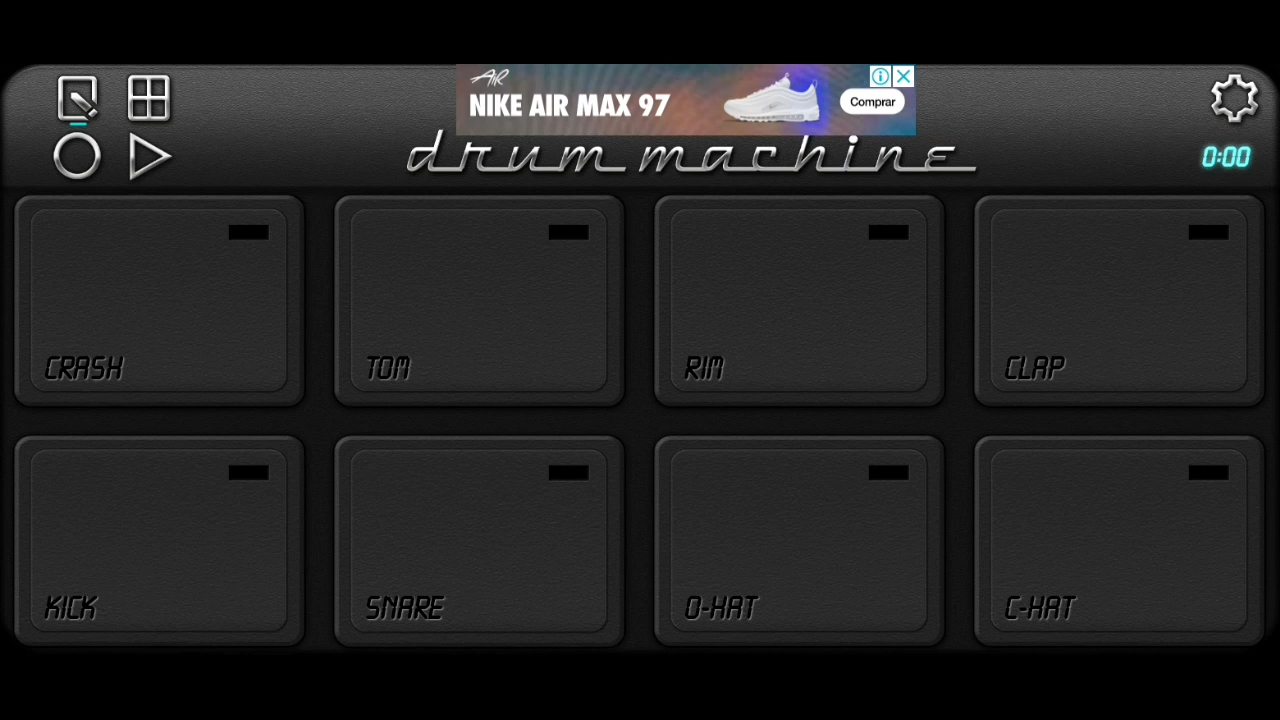 AIR
NIKE AIR MAX 97
Comprar
drum machine
0:00
CRASH
TOM
RIM
CLAP
KICK
SNARE
O-HAT
C-HAT